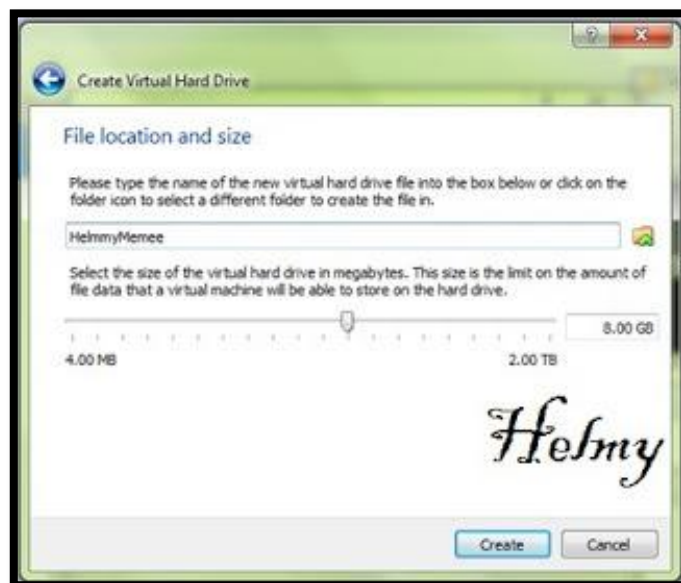 Create Virtual Hard Drive
File location and size
Please type the name of the new virtual hard drive file into the box below or click on the
folder icon to select a different folder to create the file in.
HelmmyMemee
Select the size of the virtual hard drive in megabytes. This size is the limit on the amount of
file data that a virtual machine will be able to store on the hard drive.
8.00 GB
4.00 MB 2.00 TB
Helmy
Create Cancel